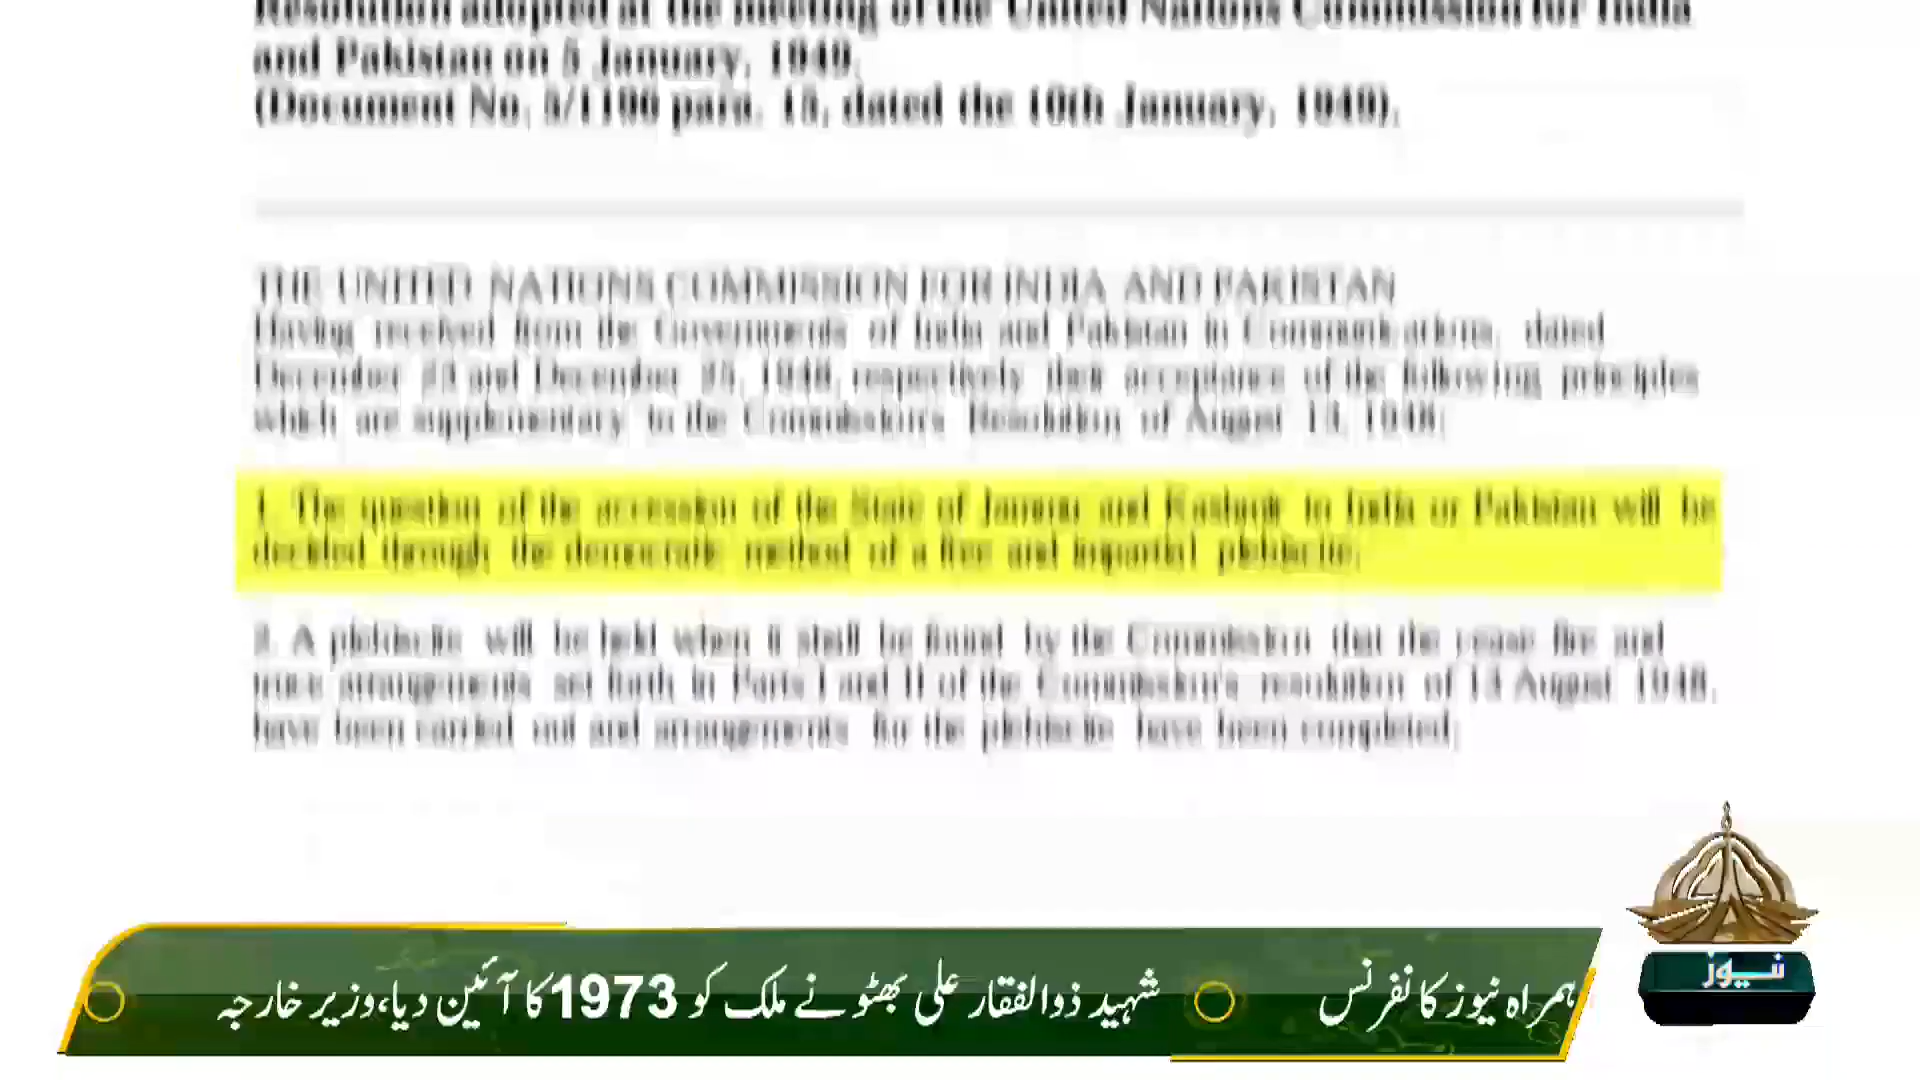 Resolution adopted at the meeting of the United Nations Commission for India
and Pakistan on 5 January, 1949.
(Document No. 5/1196 para. 15, dated the 10th January, 1949).
THE UNITED NATIONS COMMISSION FOR INDIA AND PAKISTAN
Having received from the Governments of India and Pakistan in Communications, dated
December 23 and December 25, 1948, respectively their acceptance of the following principles
which are supplementary to the Commission's Resolution of August 13, 1948;
1. The question of the accession of the State of Jammu and Kashmir to India or Pakistan will be
decided through the democratic method of a free and impartial plebiscite;
2. A plebiscite will be held when it shall be found by the Commission that the cease-fire and
truce arrangements set forth in Parts I and II of the Commission's resolution of 13 August 1948,
have been carried out and arrangements for the plebiscite have been completed;
ہمراہ نیوز کانفرنس شہید ذوالفقار علی بھٹو نے ملک کو 1973 کا آئین دیا،وزیر خارجہ
نیوز